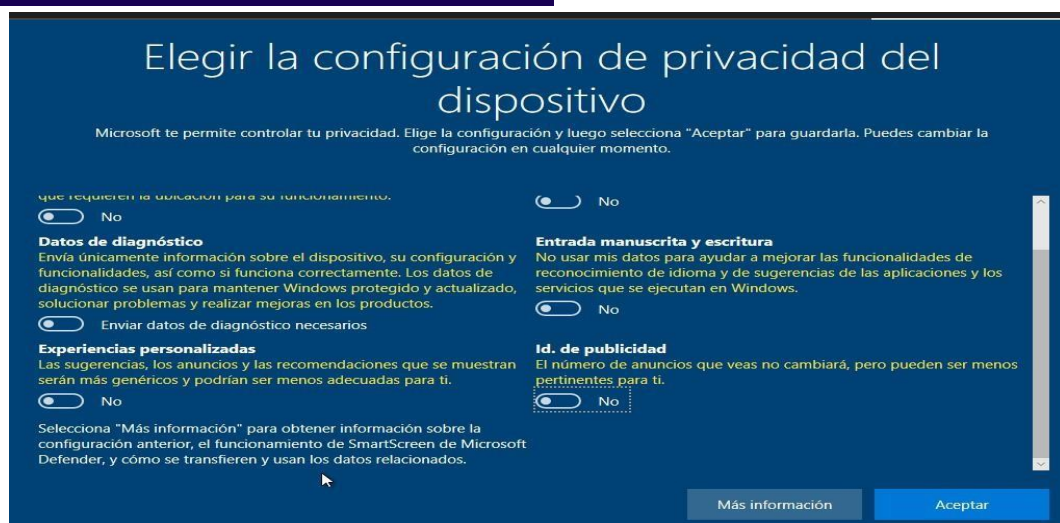 Elegir la configuración de privacidad del
dispositivo
Microsoft te permite controlar tu privacidad. Elige la configuración y luego selecciona "Aceptar" para guardarla. Puedes cambiar la
configuración en cualquier momento.
que requieren la ubicación para su funcionamiento.
No
No
Datos de diagnóstico
Envía únicamente información sobre el dispositivo, su configuración y
funcionalidades, así como si funciona correctamente. Los datos de
diagnóstico se usan para mantener Windows protegido y actualizado,
solucionar problemas y realizar mejoras en los productos.
Enviar datos de diagnóstico necesarios
Entrada manuscrita y escritura
No usar mis datos para ayudar a mejorar las funcionalidades de
reconocimiento de idioma y de sugerencias de las aplicaciones y los
servicios que se ejecutan en Windows.
No
Experiencias personalizadas
Las sugerencias, los anuncios y las recomendaciones que se muestran
serán más genéricos y podrían ser menos adecuadas para ti.
No
Id. de publicidad
El número de anuncios que veas no cambiará, pero pueden ser menos
pertinentes para ti.
No
Selecciona "Más información" para obtener información sobre la
configuración anterior, el funcionamiento de SmartScreen de Microsoft
Defender, y cómo se transfieren y usan los datos relacionados.
Más información
Aceptar